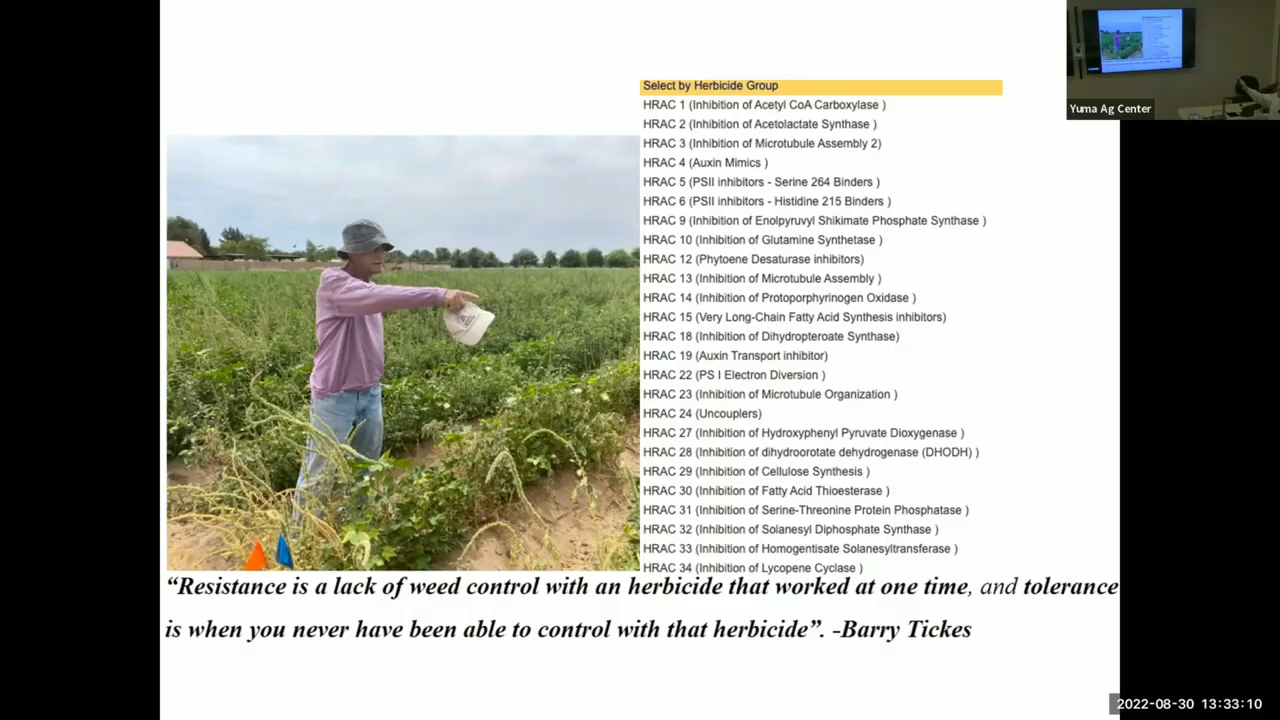 Select by Herbicide Group
HRAC 1 (Inhibition of Acetyl CoA Carboxylase )
HRAC 2 (Inhibition of Acetolactate Synthase )
HRAC 3 (Inhibition of Microtubule Assembly 2)
HRAC 4 (Auxin Mimics )
HRAC 5 (PSII inhibitors - Serine 264 Binders )
HRAC 6 (PSII inhibitors - Histidine 215 Binders )
HRAC 9 (Inhibition of Enolpyruvyl Shikimate Phosphate Synthase )
HRAC 10 (Inhibition of Glutamine Synthetase )
HRAC 12 (Phytoene Desaturase inhibitors)
HRAC 13 (Inhibition of Microtubule Assembly )
HRAC 14 (Inhibition of Protoporphyrinogen Oxidase )
HRAC 15 (Very Long-Chain Fatty Acid Synthesis inhibitors)
HRAC 18 (Inhibition of Dihydropteroate Synthase)
HRAC 19 (Auxin Transport inhibitor)
HRAC 22 (PS I Electron Diversion )
HRAC 23 (Inhibition of Microtubule Organization )
HRAC 24 (Uncouplers)
HRAC 27 (Inhibition of Hydroxyphenyl Pyruvate Dioxygenase )
HRAC 28 (Inhibition of dihydroorotate dehydrogenase (DHODH) )
HRAC 29 (Inhibition of Cellulose Synthesis )
HRAC 30 (Inhibition of Fatty Acid Thioesterase )
HRAC 31 (Inhibition of Serine-Threonine Protein Phosphatase )
HRAC 32 (Inhibition of Solanesyl Diphosphate Synthase )
HRAC 33 (Inhibition of Homogentisate Solanesyltransferase )
HRAC 34 (Inhibition of Lycopene Cyclase )
“Resistance is a lack of weed control with an herbicide that worked at one time, and tolerance
is when you never have been able to control with that herbicide”. -Barry Tickes
Yuma Ag Center
2022-08-30 13:33:10